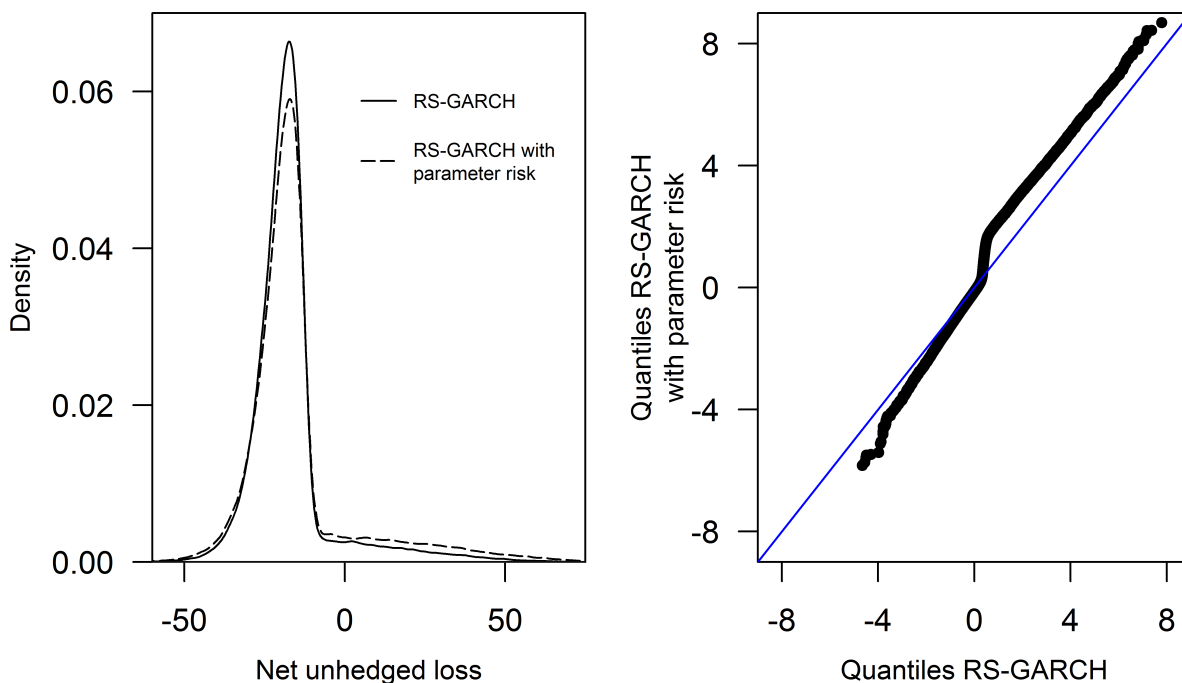 Density
0.06
0.04
0.02
0.00
-50
0
50
Net unhedged loss
RS-GARCH
RS-GARCH with
parameter risk
Quantiles RS-GARCH
with parameter risk
8
4
0
-4
-8
-8
-4
0
4
8
Quantiles RS-GARCH